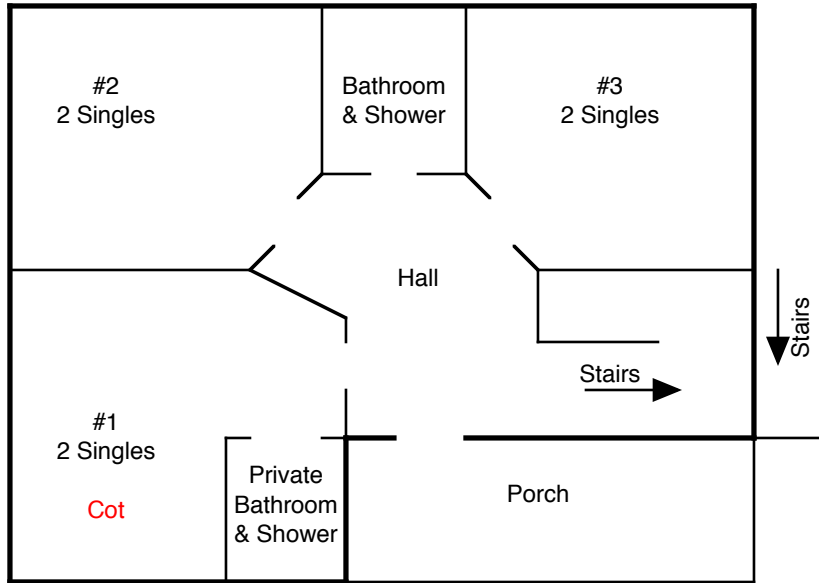 #2
2 Singles
Bathroom
& Shower
#3
2 Singles
Hall
Stairs
Stairs
#1
2 Singles
Cot
Private
Bathroom
& Shower
Porch